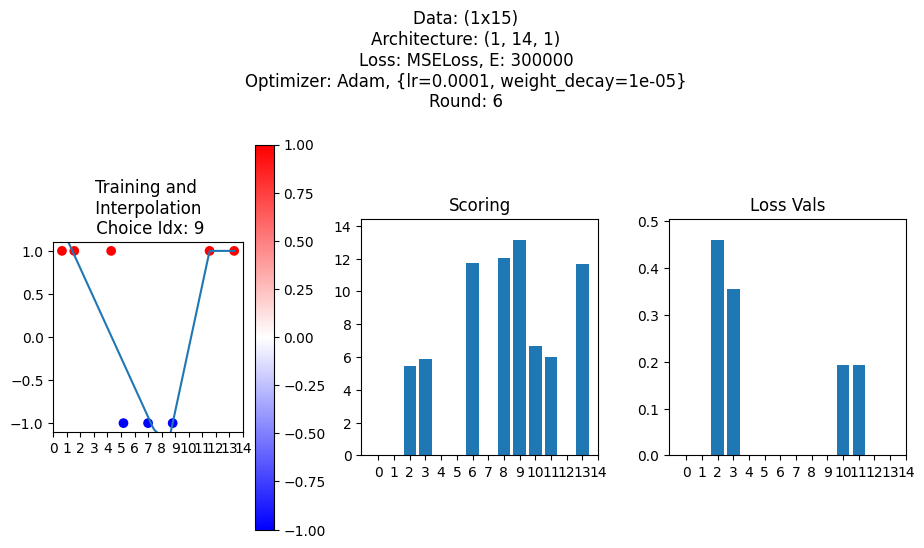 Data: (1x15)
Architecture: (1, 14, 1)
Loss: MSELoss, E: 300000
Optimizer: Adam, {lr=0.0001, weight_decay=1e-05}
Round: 6
Training and
Interpolation
Choice Idx: 9
1.0
0.5
0.0
−0.5
−1.0
0 1 2 3 4 5 6 7 8 9 10 11 12 13 14
1.00
0.75
0.50
0.25
0.00
−0.25
−0.50
−0.75
−1.00
Scoring
14
12
10
8
6
4
2
0
0 1 2 3 4 5 6 7 8 9 10 11 12 13 14
Loss Vals
0.5
0.4
0.3
0.2
0.1
0.0
0 1 2 3 4 5 6 7 8 9 10 11 12 13 14